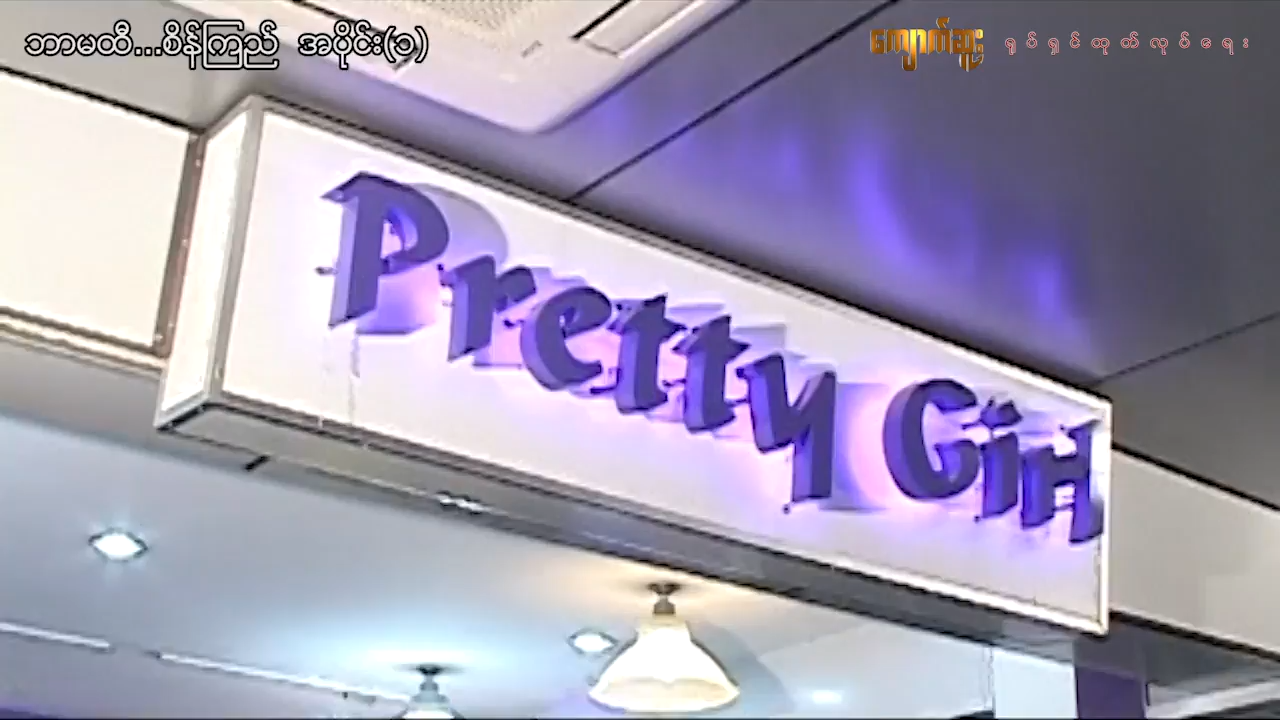 ဘာမထီ...စိန်ကြည် အပိုင်း(၁)
ကျောက်ဆူး ရုပ်ရှင်ထုတ်လုပ်ရေး
Pretty Girl